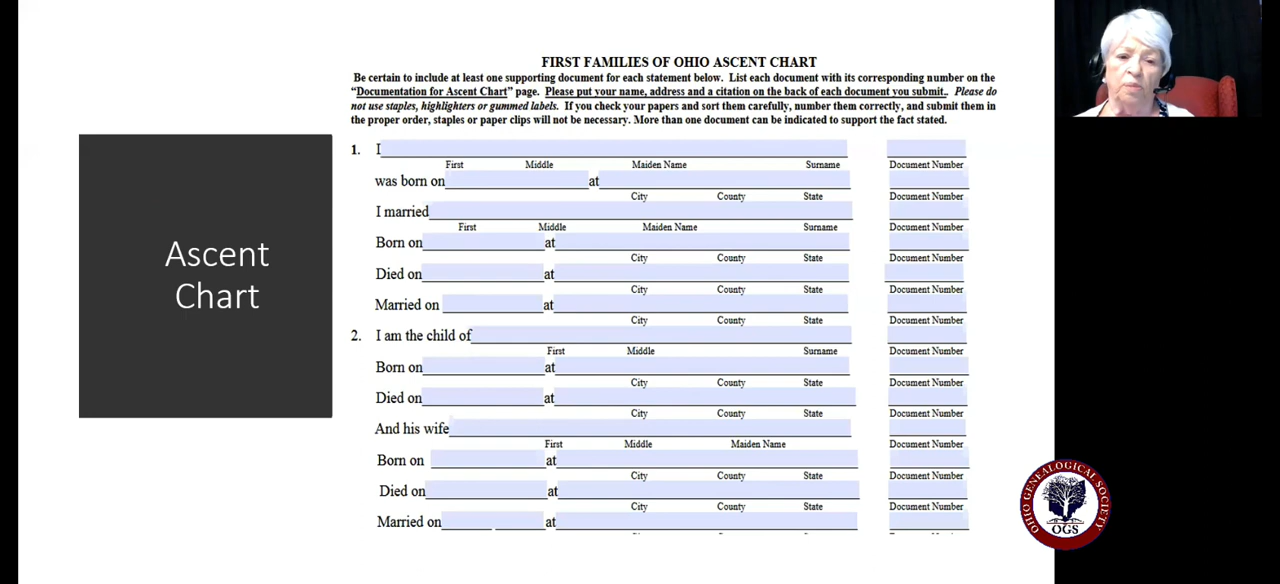 FIRST FAMILIES OF OHIO ASCENT CHART
Be certain to include at least one supporting document for each statement below. List each document with its corresponding number on the
"Documentation for Ascent Chart" page. Please put your name, address and a citation on the back of each document you submit. Please do
not use staples, highlighters or gummed labels. If you check your papers and sort them carefully, number them correctly, and submit them in
the proper order, staples or paper clips will not be necessary. More than one document can be indicated to support the fact stated.
Ascent
Chart
1. I
First Middle Maiden Name Surname Document Number
was born on at
City County State Document Number
I married
First Middle Maiden Name Surname Document Number
Born on at
City County State Document Number
Died on at
City County State Document Number
Married on at
City County State Document Number
2. I am the child of
First Middle Surname Document Number
Born on at
City County State Document Number
Died on at
City County State Document Number
And his wife
First Middle Maiden Name Document Number
Born on at
City County State Document Number
Died on at
City County State Document Number
Married on at
OHIO GENEALOGICAL SOCIETY
OGS